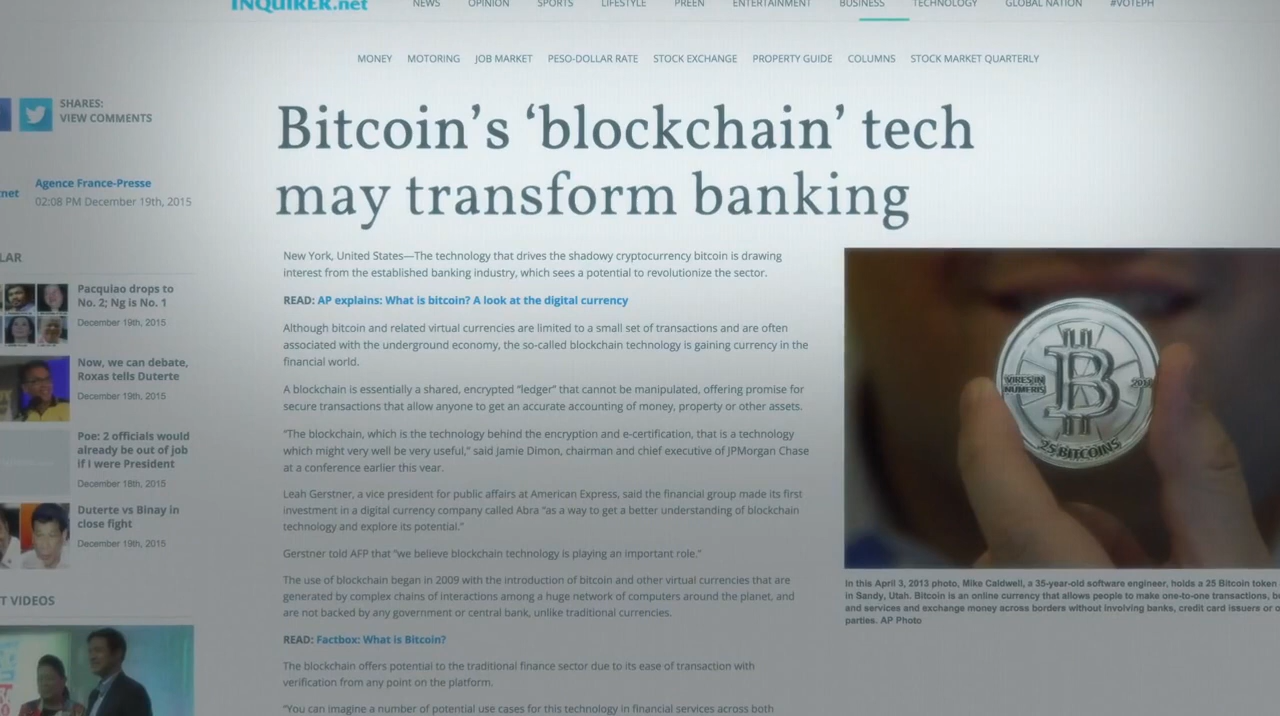 INQUIRER.net
NEWS OPINION SPORTS LIFESTYLE PREEN ENTERTAINMENT BUSINESS TECHNOLOGY GLOBAL NATION #VOTEPH
MONEY MOTORING JOB MARKET PESO-DOLLAR RATE STOCK EXCHANGE PROPERTY GUIDE COLUMNS STOCK MARKET QUARTERLY
SHARES:
VIEW COMMENTS
Bitcoin's ‘blockchain’ tech
may transform banking
net
Agence France-Presse
02:08 PM December 19th, 2015
LAR
Pacquiao drops to
No. 2; Ng is No. 1
December 19th, 2015
Now, we can debate,
Roxas tells Duterte
December 19th, 2015
Poe: 2 officials would
already be out of job
if I were President
December 18th, 2015
Duterte vs Binay in
close fight
December 19th, 2015
T VIDEOS
New York, United States—The technology that drives the shadowy cryptocurrency bitcoin is drawing
interest from the established banking industry, which sees a potential to revolutionize the sector.
READ: AP explains: What is bitcoin? A look at the digital currency
Although bitcoin and related virtual currencies are limited to a small set of transactions and are often
associated with the underground economy, the so-called blockchain technology is gaining currency in the
financial world.
A blockchain is essentially a shared, encrypted “ledger” that cannot be manipulated, offering promise for
secure transactions that allow anyone to get an accurate accounting of money, property or other assets.
“The blockchain, which is the technology behind the encryption and e-certification, that is a technology
which might very well be very useful,” said Jamie Dimon, chairman and chief executive of JPMorgan Chase
at a conference earlier this year.
Leah Gerstner, a vice president for public affairs at American Express, said the financial group made its first
investment in a digital currency company called Abra “as a way to get a better understanding of blockchain
technology and explore its potential.”
Gerstner told AFP that “we believe blockchain technology is playing an important role.”
The use of blockchain began in 2009 with the introduction of bitcoin and other virtual currencies that are
generated by complex chains of interactions among a huge network of computers around the planet, and
are not backed by any government or central bank, unlike traditional currencies.
READ: Factbox: What is Bitcoin?
The blockchain offers potential to the traditional finance sector due to its ease of transaction with
verification from any point on the platform.
“You can imagine a number of potential use cases for this technology in financial services across both
VIRES IN
NUMERIS
B
25 BITCOINS
In this April 3, 2013 photo, Mike Caldwell, a 35-year-old software engineer, holds a 25 Bitcoin token
in Sandy, Utah. Bitcoin is an online currency that allows people to make one-to-one transactions, b
and services and exchange money across borders without involving banks, credit card issuers or o
parties. AP Photo